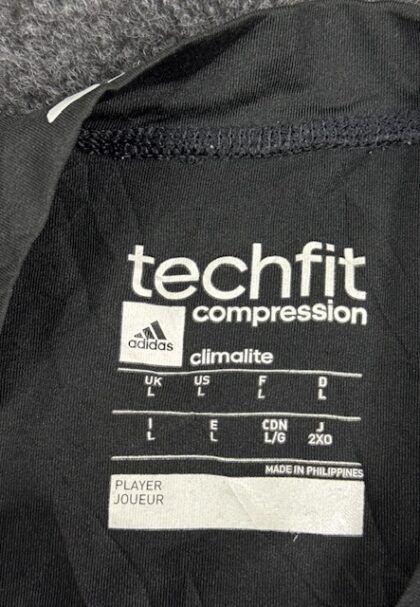 techfit
compression
adidas
climalite
UK US F D
L L L L
I E CDN J
L L L/G 2XO
MADE IN PHILIPPINES
PLAYER
JOUEUR